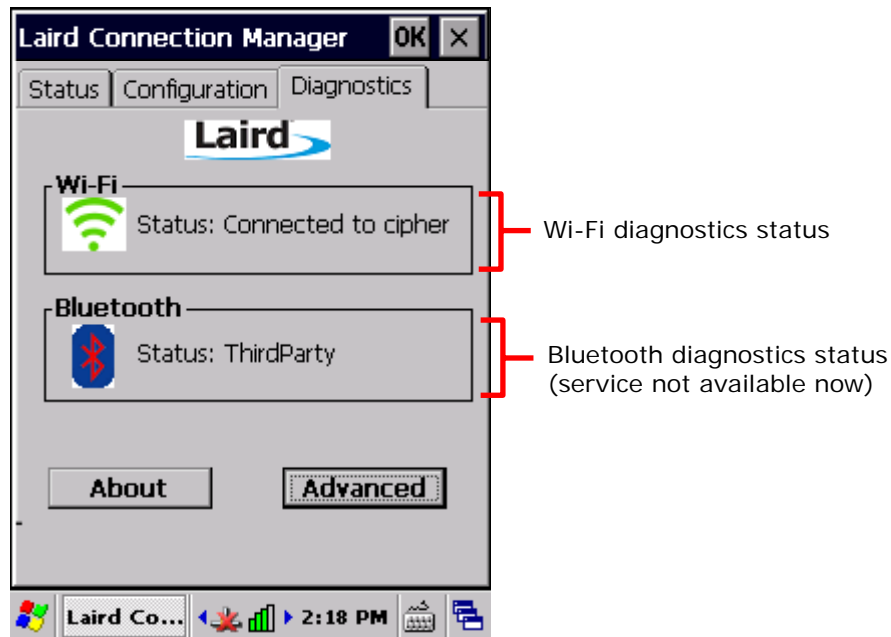 Laird Connection Manager OK ×
Status Configuration Diagnostics
Laird
Wi-Fi
Status: Connected to cipher
Wi-Fi diagnostics status
Bluetooth
Status: ThirdParty
Bluetooth diagnostics status
(service not available now)
About Advanced
Laird Co... 2:18 PM